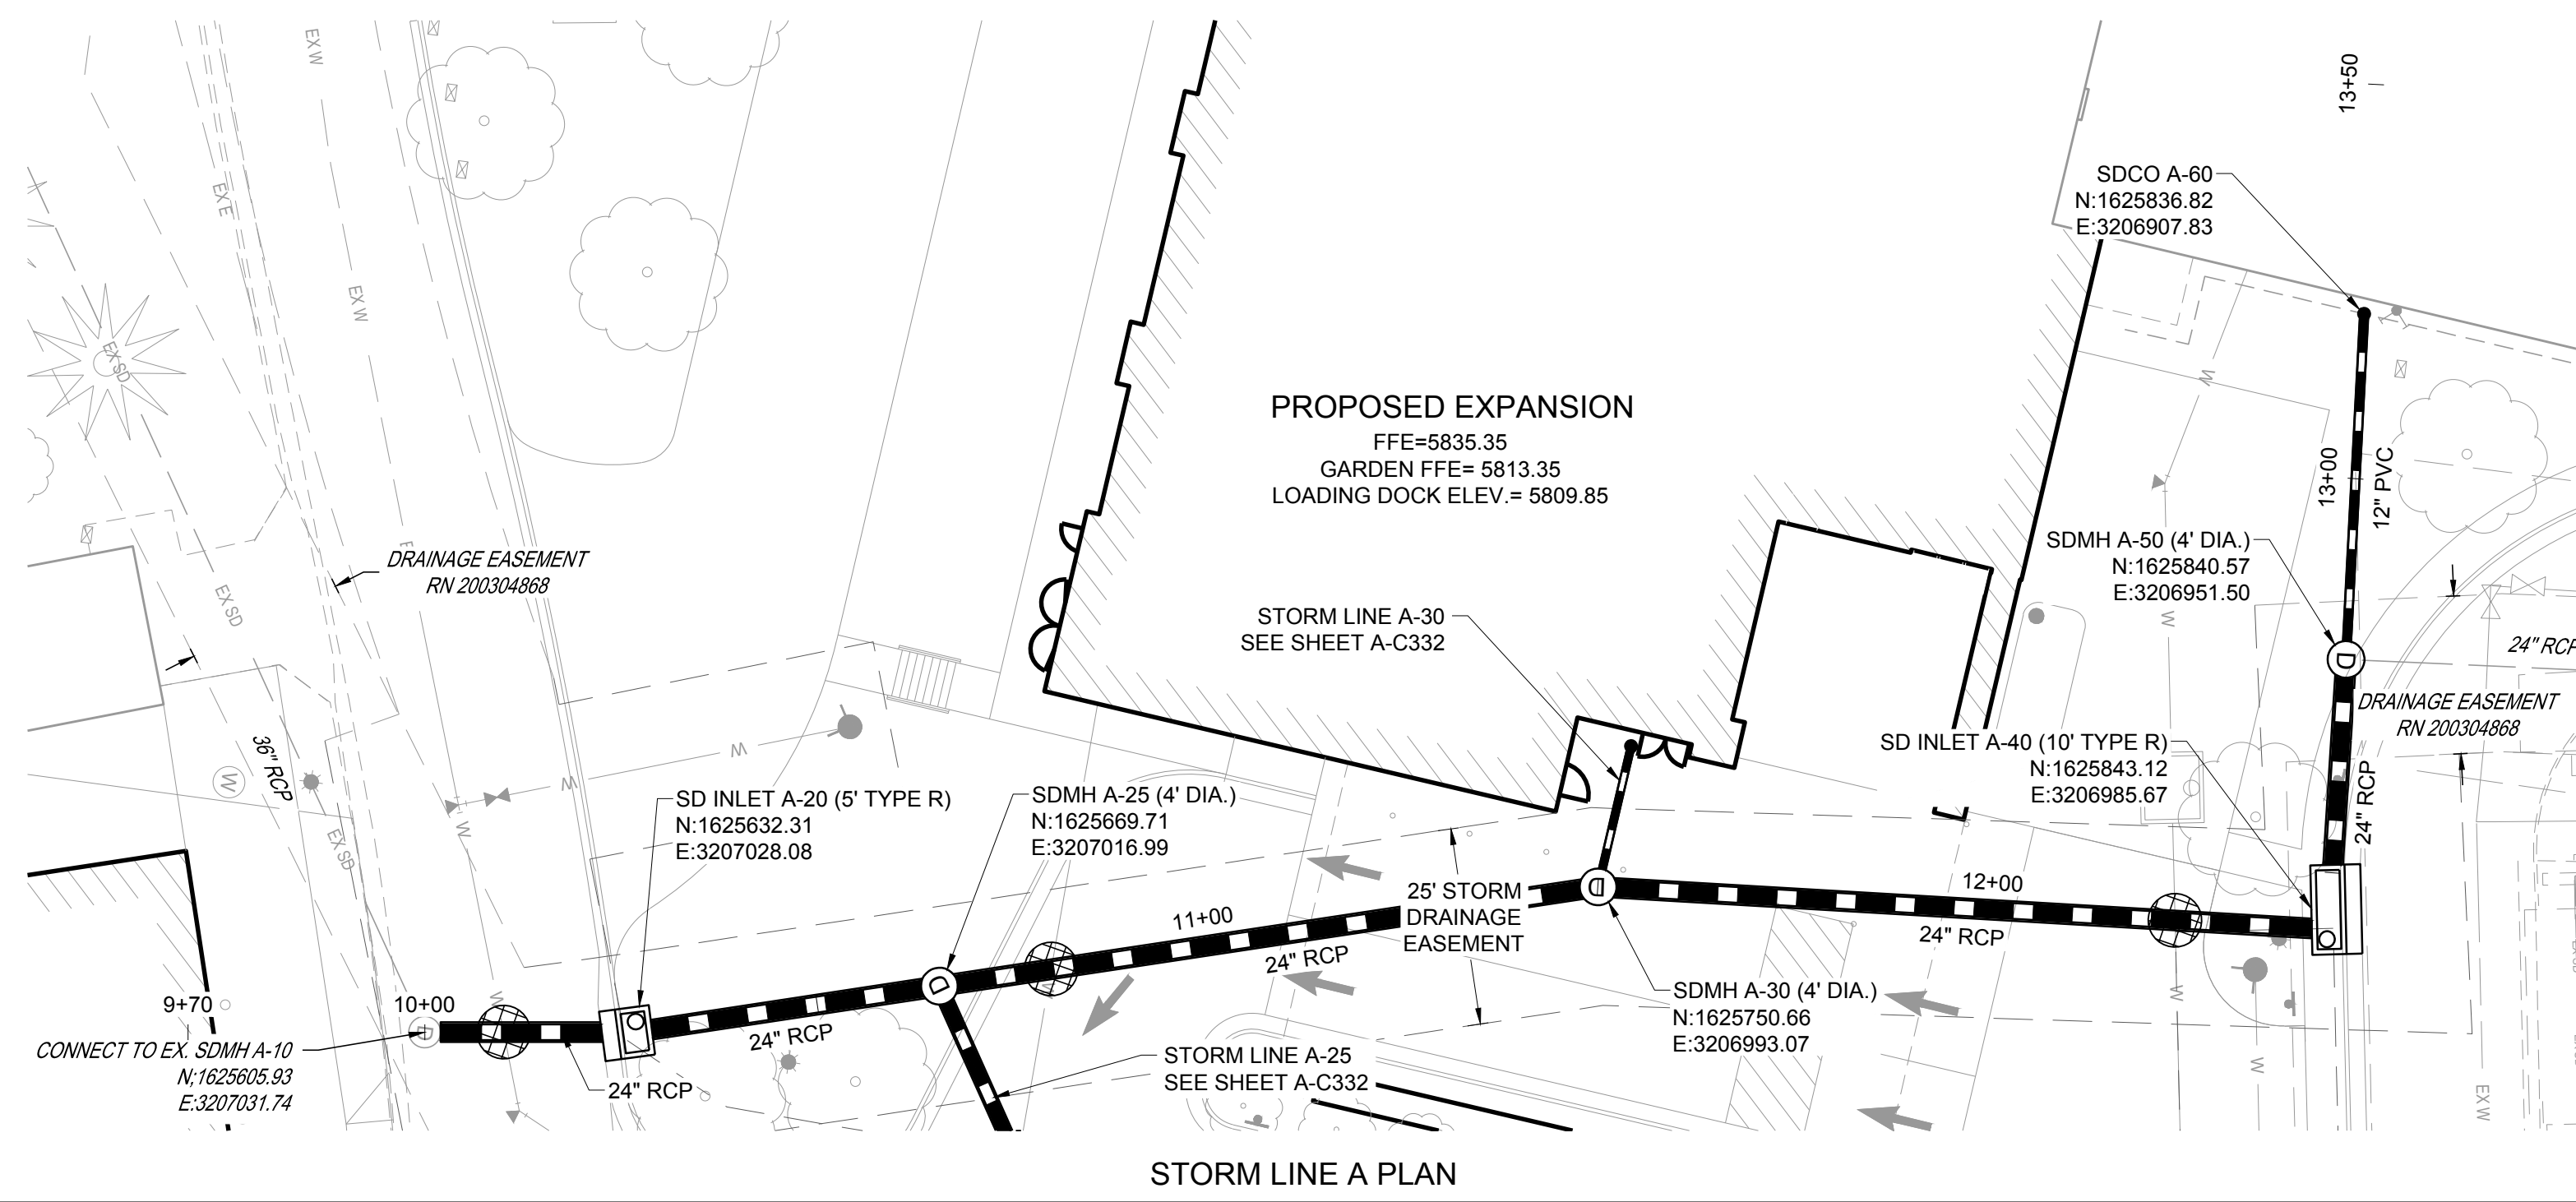 EX W
13+50
SDCO A-60
N:1625836.82
E:3206907.83
EX E
EX W
EX SD
W
PROPOSED EXPANSION
FFE=5835.35
GARDEN FFE= 5813.35
LOADING DOCK ELEV.= 5809.85
13+00
12" PVC
DRAINAGE EASEMENT
RN 200304868
SDMH A-50 (4' DIA.)
N:1625840.57
E:3206951.50
EX SD
STORM LINE A-30
SEE SHEET A-C332
W
D
24" RCP
DRAINAGE EASEMENT
RN 200304868
36" RCP
W
W
W
SD INLET A-40 (10' TYPE R)
N:1625843.12
E:3206985.67
24" RCP
SD INLET A-20 (5' TYPE R)
N:1625632.31
E:3207028.08
SDMH A-25 (4' DIA.)
N:1625669.71
E:3207016.99
W
EX SD
25' STORM
DRAINAGE
EASEMENT
D
12+00
24" RCP
11+00
24" RCP
D
W
W
9+70
10+00
D
24" RCP
SDMH A-30 (4' DIA.)
N:1625750.66
E:3206993.07
CONNECT TO EX. SDMH A-10
N;1625605.93
E:3207031.74
24" RCP
STORM LINE A-25
SEE SHEET A-C332
W
EX W
STORM LINE A PLAN